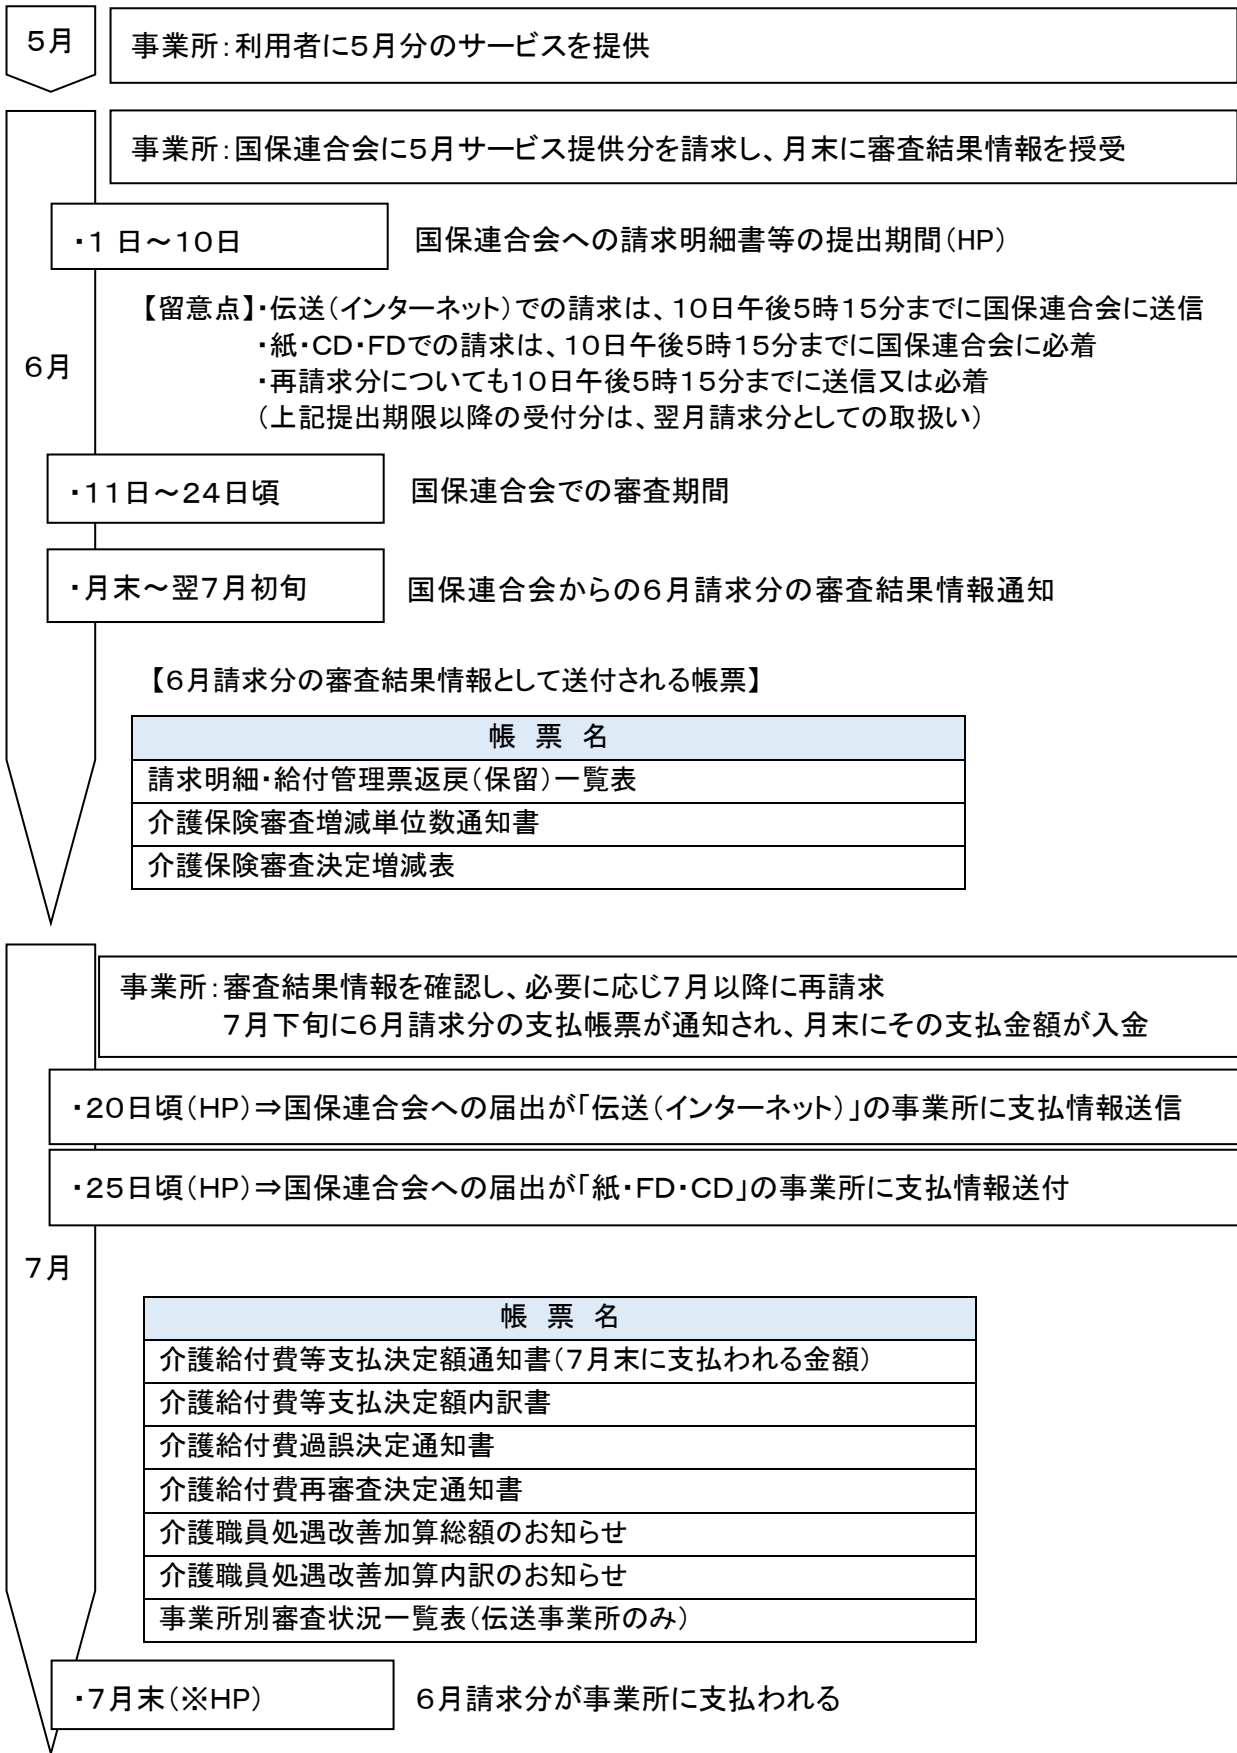 5月
事業所：利用者に5月分のサービスを提供
事業所：国保連合会に5月サービス提供分を請求し、月末に審査結果情報を授受
・1 日～10日
国保連合会への請求明細書等の提出期間（HP）
【留意点】・伝送（インターネット）での請求は、10日午後5時15分までに国保連合会に送信
・紙・CD・FDでの請求は、10日午後5時15分までに国保連合会に必着
6月
・再請求分についても10日午後5時15分までに送信又は必着
（上記提出期限以降の受付分は、翌月請求分としての取扱い）
・11日～24日頃
国保連合会での審査期間
・月末～翌7月初旬
国保連合会からの6月請求分の審査結果情報通知
【6月請求分の審査結果情報として送付される帳票】
帳 票 名
請求明細・給付管理票返戻（保留）一覧表
介護保険審査増減単位数通知書
介護保険審査決定増減表
事業所：審査結果情報を確認し、必要に応じ7月以降に再請求
7月下旬に6月請求分の支払帳票が通知され、月末にその支払金額が入金
・20日頃（HP）⇒国保連合会への届出が「伝送（インターネット）」の事業所に支払情報送信
・25日頃（HP）⇒国保連合会への届出が「紙・FD・CD」の事業所に支払情報送付
7月
帳 票 名
介護給付費等支払決定額通知書（7月末に支払われる金額）
介護給付費等支払決定額内訳書
介護給付費過誤決定通知書
介護給付費再審査決定通知書
介護職員処遇改善加算総額のお知らせ
介護職員処遇改善加算内訳のお知らせ
事業所別審査状況一覧表（伝送事業所のみ）
・7月末（※HP）
6月請求分が事業所に支払われる